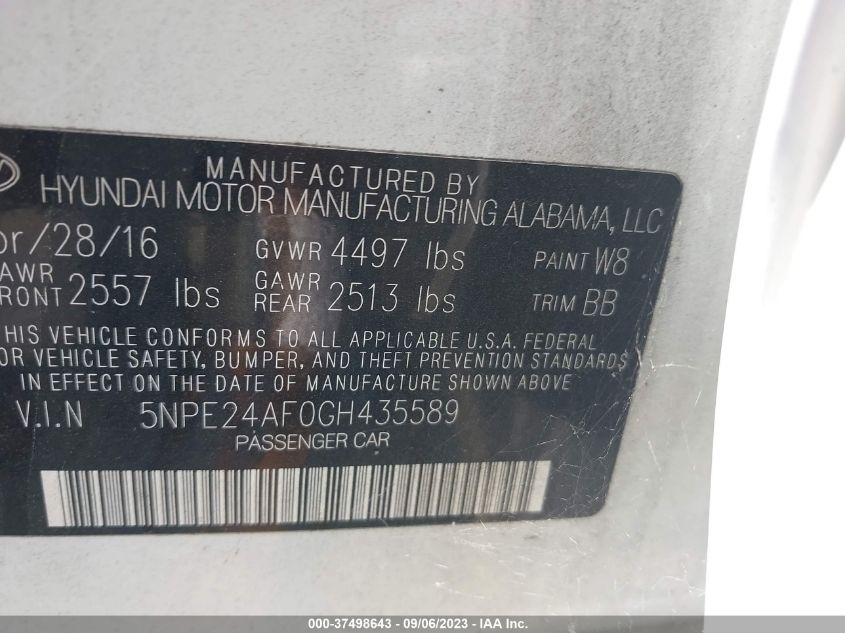 MANUFACTURED BY
HYUNDAI MOTOR MANUFACTURING ALABAMA, LLC
pr/28/16 GVWR 4497 lbs PAINT W8
AWR FRONT 2557 lbs GAWR REAR 2513 lbs TRIM BB
HIS VEHICLE CONFORMS TO ALL APPLICABLE U.S.A. FEDERAL
OR VEHICLE SAFETY, BUMPER, AND THEFT PREVENTION STANDARDS
IN EFFECT ON THE DATE OF MANUFACTURE SHOWN ABOVE
V.I.N 5NPE24AF0GH435589
PASSENGER CAR
000-37498643 - 09/06/2023 - IAA Inc.